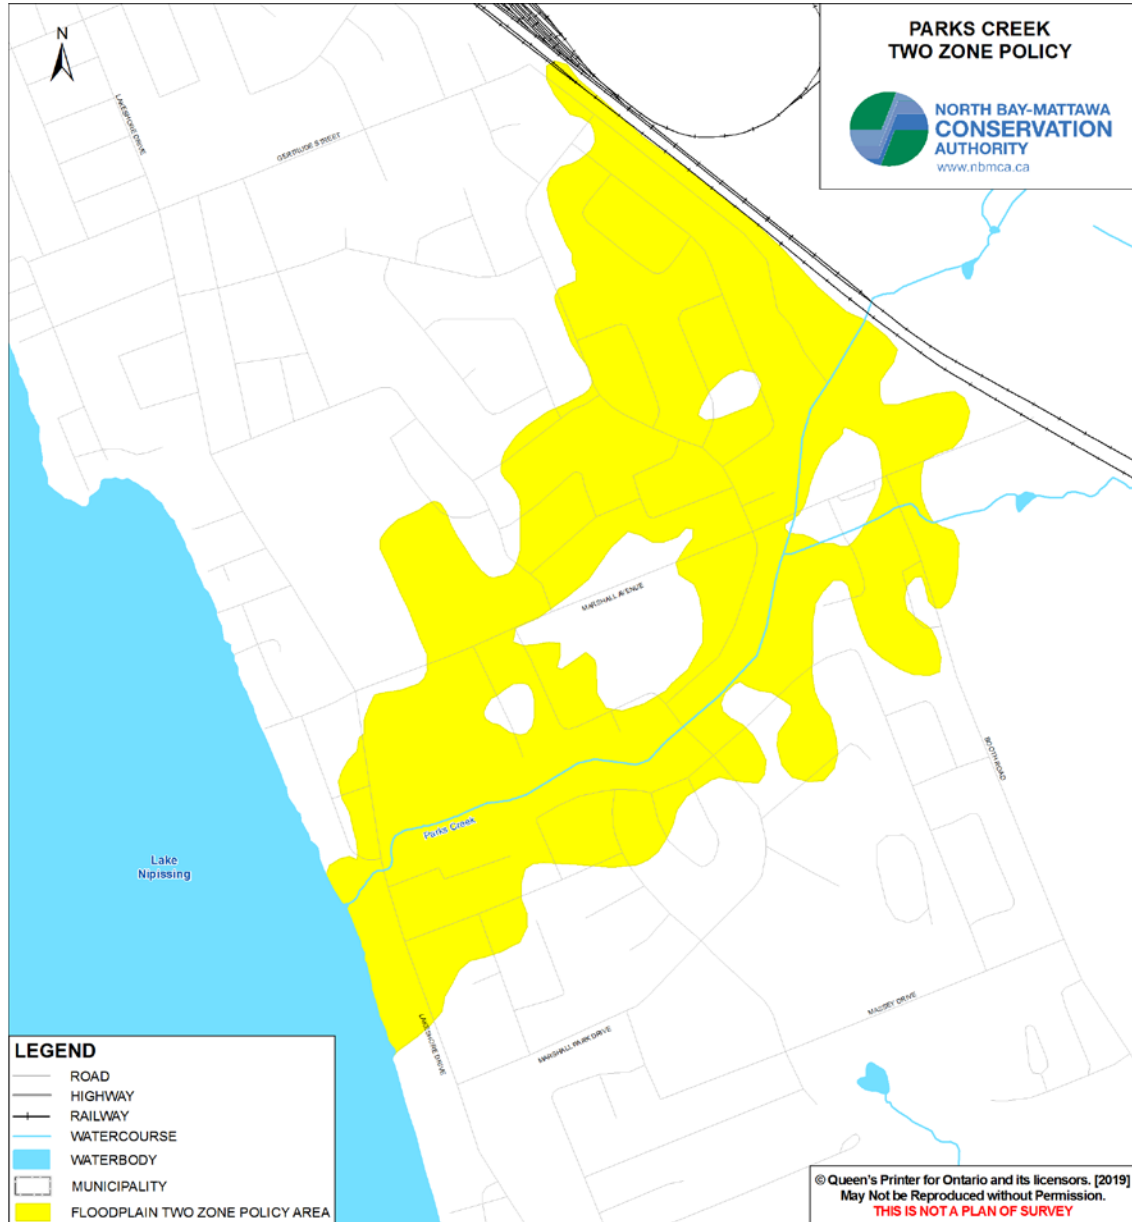 PARKS CREEK
TWO ZONE POLICY
NORTH BAY-MATTAWA
CONSERVATION
AUTHORITY
www.nbmca.ca
N
LAKESHORE DRIVE
GERTRUDE STREET
MARSHALL AVENUE
BOOTH ROAD
Parks Creek
Lake
Nipissing
MASSEY DRIVE
LAKESHORE DRIVE
MARSHALL PARK DRIVE
LEGEND
ROAD
HIGHWAY
RAILWAY
WATERCOURSE
WATERBODY
MUNICIPALITY
FLOODPLAIN TWO ZONE POLICY AREA
© Queen's Printer for Ontario and its licensors. [2019]
May Not be Reproduced without Permission.
THIS IS NOT A PLAN OF SURVEY